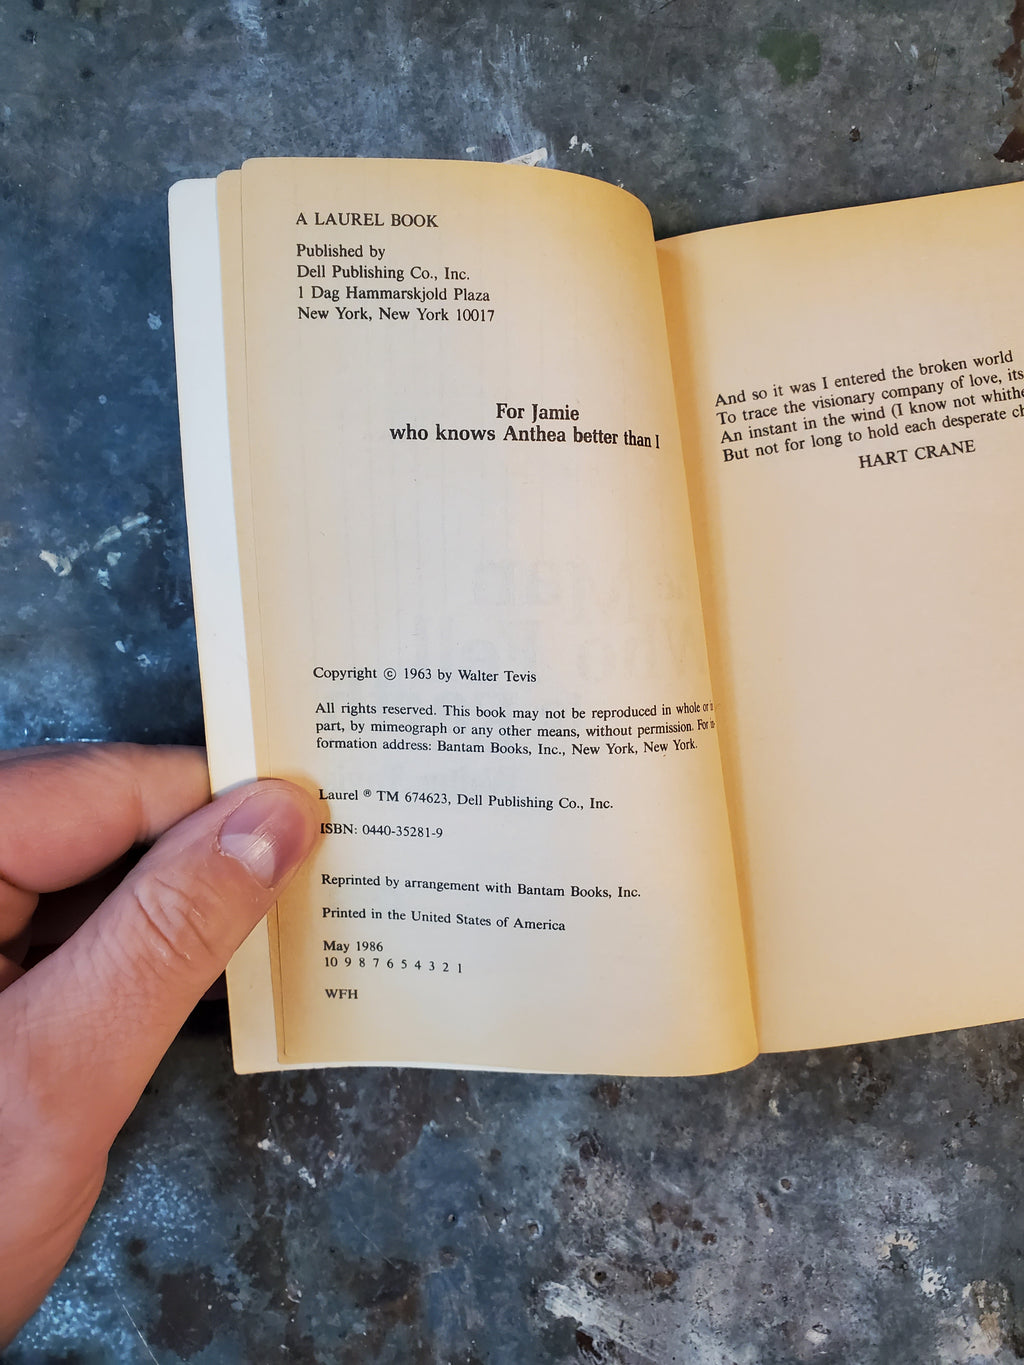 A LAUREL BOOK
Published by
Dell Publishing Co., Inc.
1 Dag Hammarskjold Plaza
New York, New York 10017
For Jamie
who knows Anthea better than I
Copyright © 1963 by Walter Tevis
All rights reserved. This book may not be reproduced in whole or
part, by mimeograph or any other means, without permission. For
formation address: Bantam Books, Inc., New York, New York.
Laurel ® TM 674623, Dell Publishing Co., Inc.
ISBN: 0440-35281-9
Reprinted by arrangement with Bantam Books, Inc.
Printed in the United States of America
May 1986
10 9 8 7 6 5 4 3 2 1
WFH
And so it was I entered the broken world
To trace the visionary company of love, its
An instant in the wind (I know not
But not for long to hold each desperate
HART CRANE